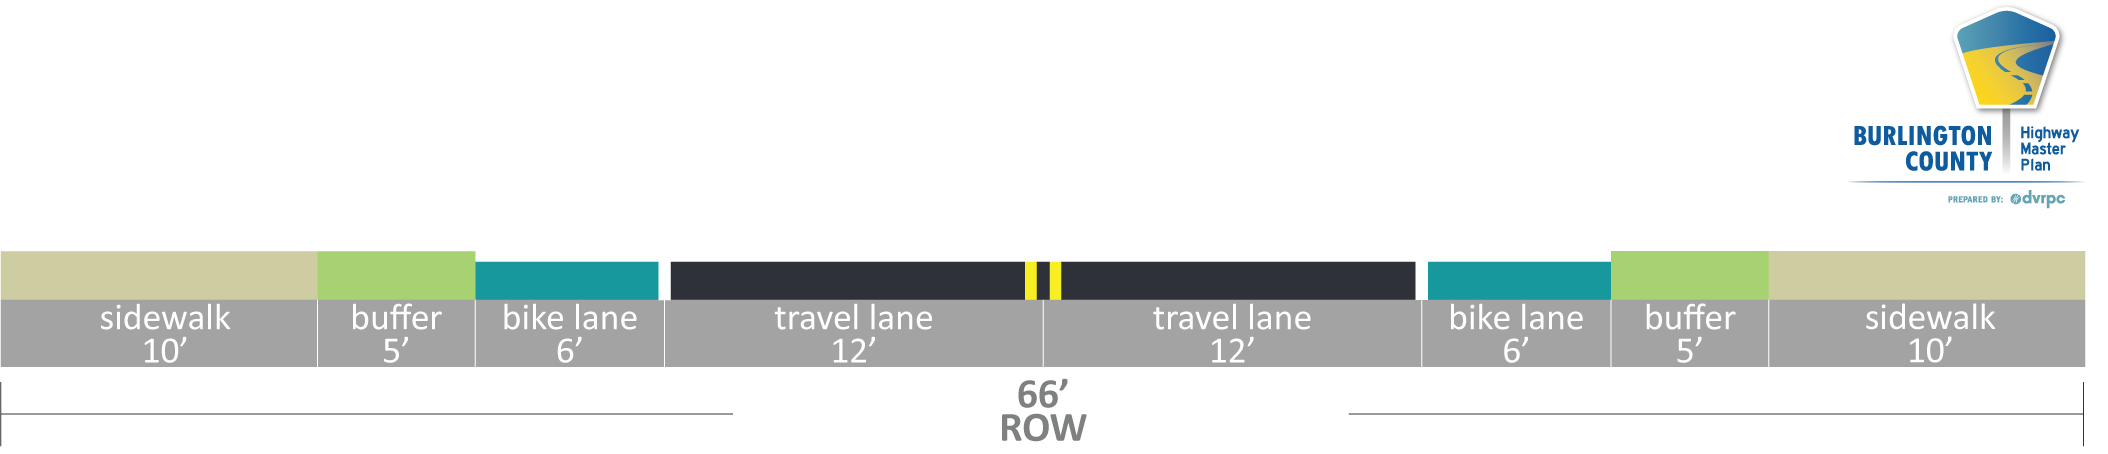 BURLINGTON
COUNTY
Highway
Master
Plan
PREPARED BY: dvrpc
sidewalk
10’
buffer
5’
bike lane
6’
travel lane
12’
travel lane
12’
bike lane
6’
buffer
5’
sidewalk
10’
66’
ROW